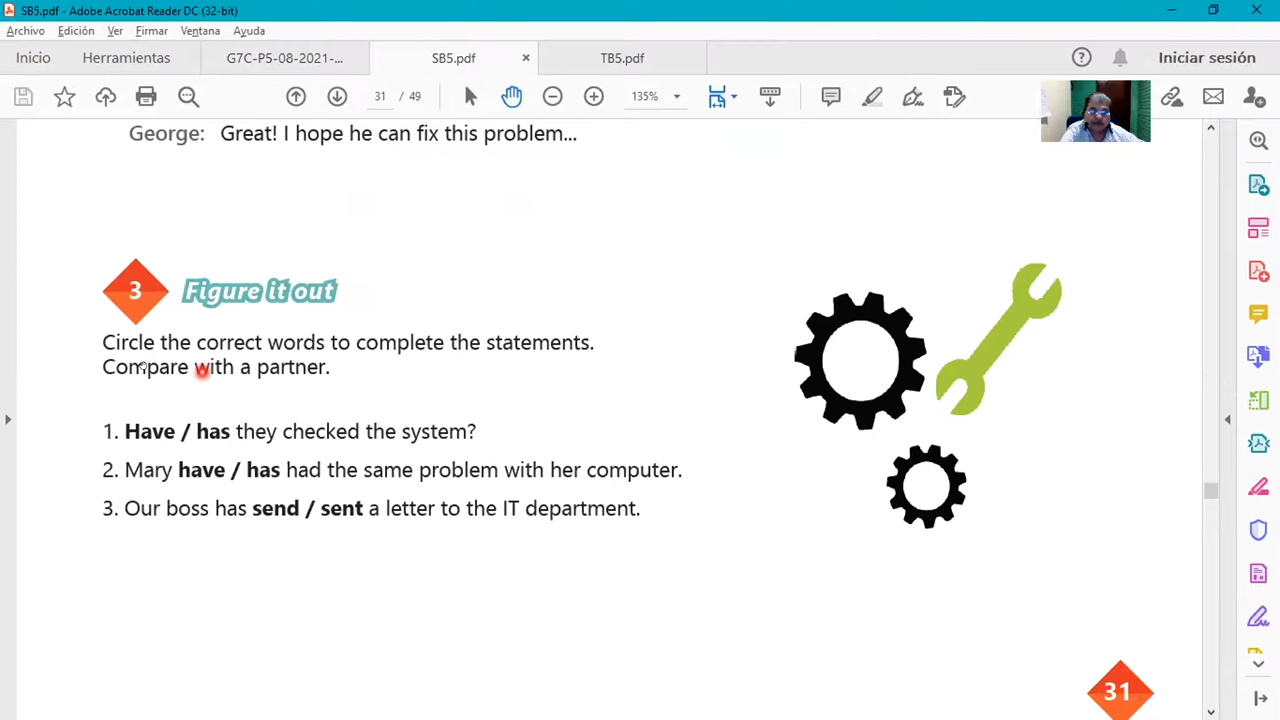 SB5.pdf - Adobe Acrobat Reader DC (32-bit)
Archivo Edición Ver Firmar Ventana Ayuda
Inicio Herramientas G7C-P5-08-2021-... SB5.pdf × TB5.pdf Iniciar sesión
31 / 49 135%
George: Great! I hope he can fix this problem...
3 Figure it out
Circle the correct words to complete the statements.
Compare with a partner.
1. Have / has they checked the system?
2. Mary have / has had the same problem with her computer.
3. Our boss has send / sent a letter to the IT department.
31